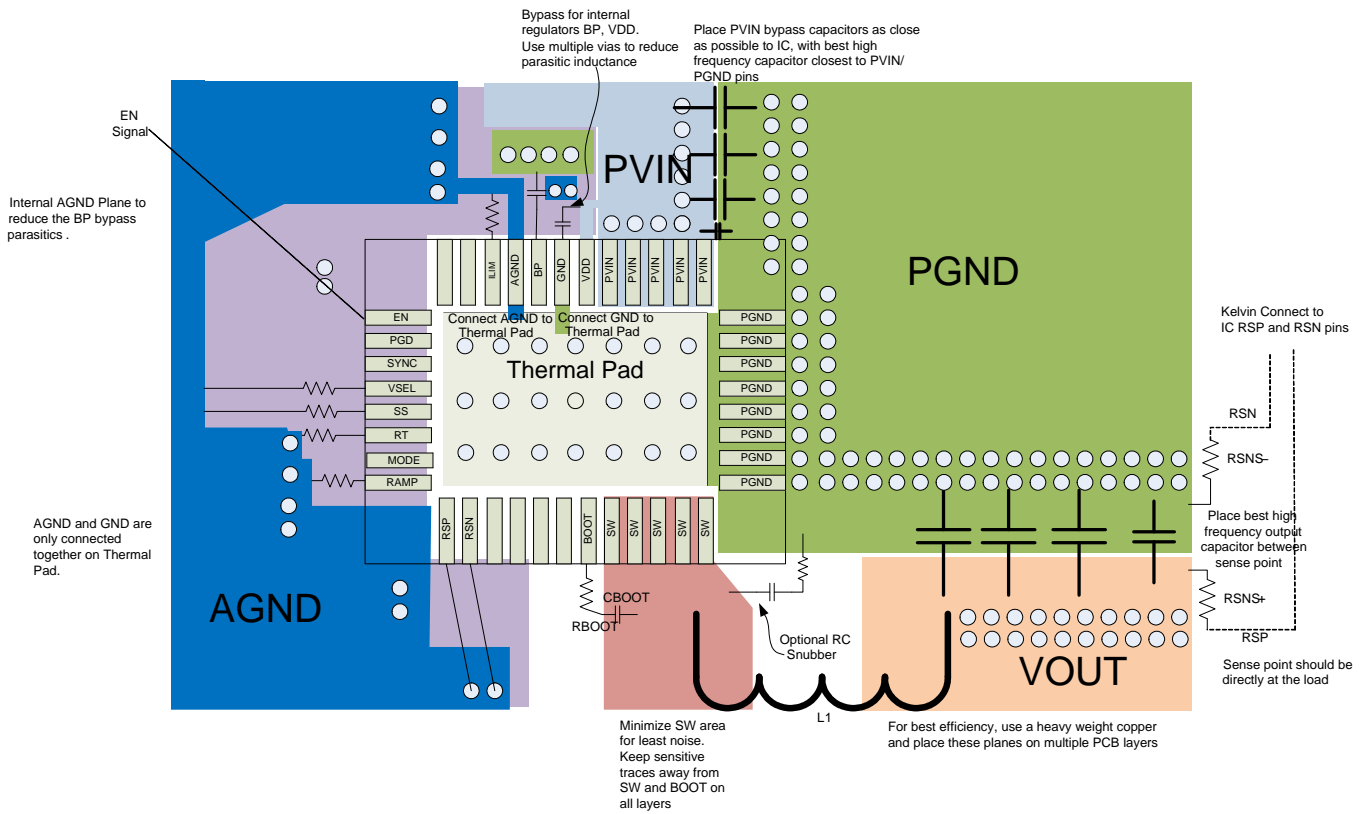 Bypass for internal
regulators BP, VDD.
Use multiple vias to reduce
parasitic inductance
Place PVIN bypass capacitors as close
as possible to IC, with best high
frequency capacitor closest to PVIN/
PGND pins
EN
Signal
Internal AGND Plane to
reduce the BP bypass
parasitics .
AGND and GND are
only connected
together on Thermal
Pad.
PVIN
PGND
ILIM
AGND
BP
GND
VDD
PVIN
PVIN
PVIN
PVIN
PVIN
EN
PGD
SYNC
VSEL
SS
RT
MODE
RAMP
Connect AGND to
Thermal Pad
Connect GND to
Thermal Pad
Thermal Pad
PGND
PGND
PGND
PGND
PGND
PGND
PGND
PGND
RSP
RSN
BOOT
SW
SW
SW
SW
SW
Kelvin Connect to
IC RSP and RSN pins
RSN
RSNS–
Place best high
frequency output
capacitor between
sense point
RSNS+
RSP
Sense point should be
directly at the load
AGND
CBOOT
RBOOT
Optional RC
Snubber
L1
VOUT
Minimize SW area
for least noise.
Keep sensitive
traces away from
SW and BOOT on
all layers
For best efficiency, use a heavy weight copper
and place these planes on multiple PCB layers